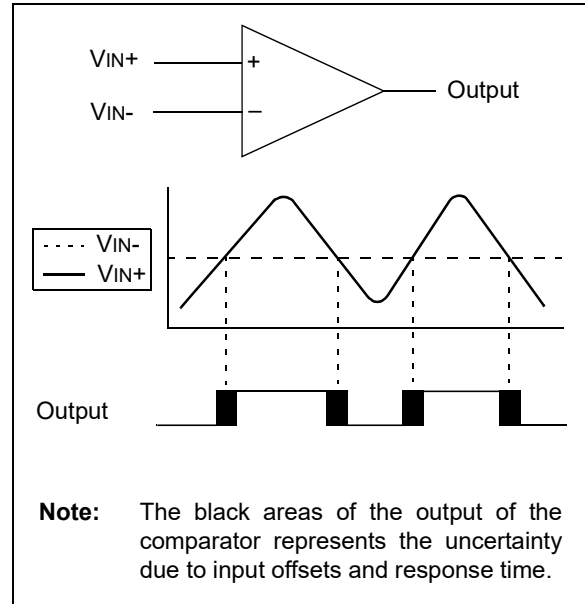 VIN+
+
Output
VIN-
–
VIN-
VIN+
Output
Note: The black areas of the output of the
comparator represents the uncertainty
due to input offsets and response time.